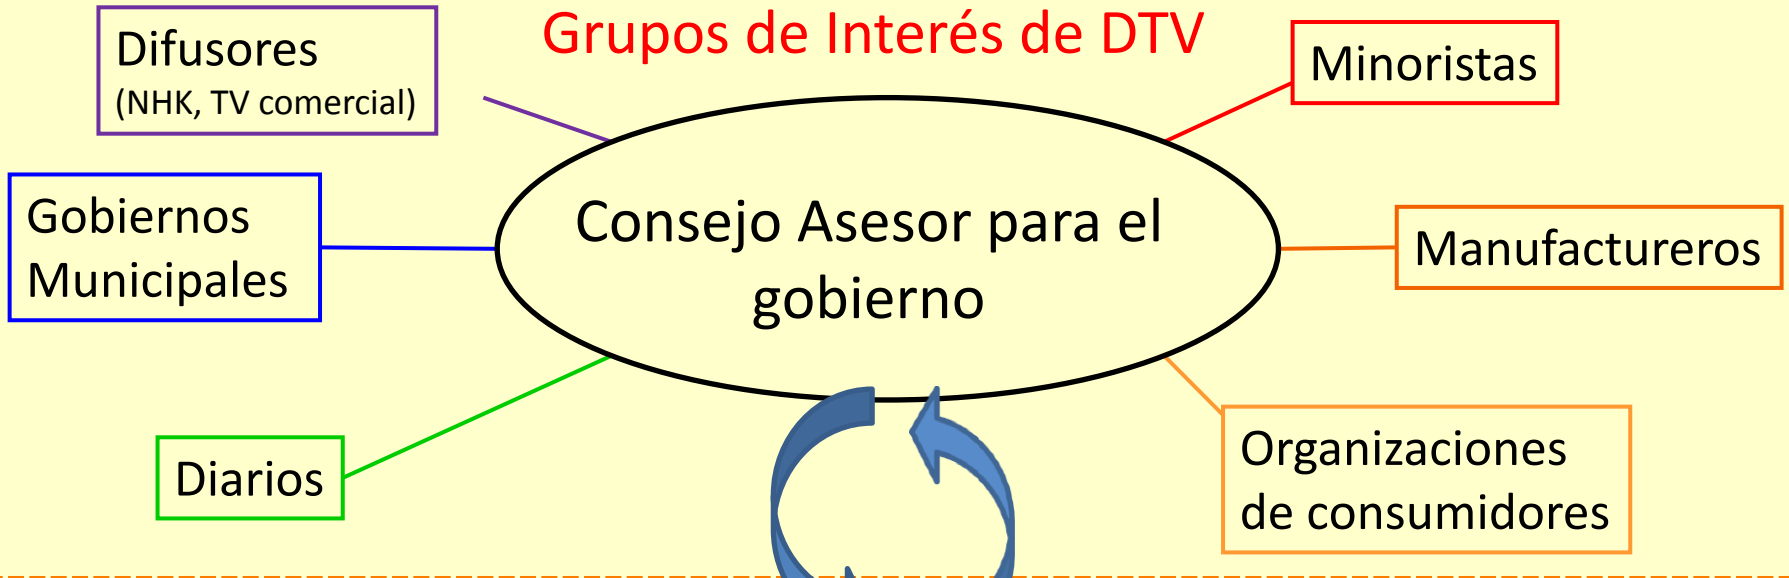 Grupos de Interés de DTV
Difusores
(NHK, TV comercial)
Minoristas
Gobiernos
Municipales
Consejo Asesor para el
gobierno
Manufactureros
Diarios
Organizaciones
de consumidores